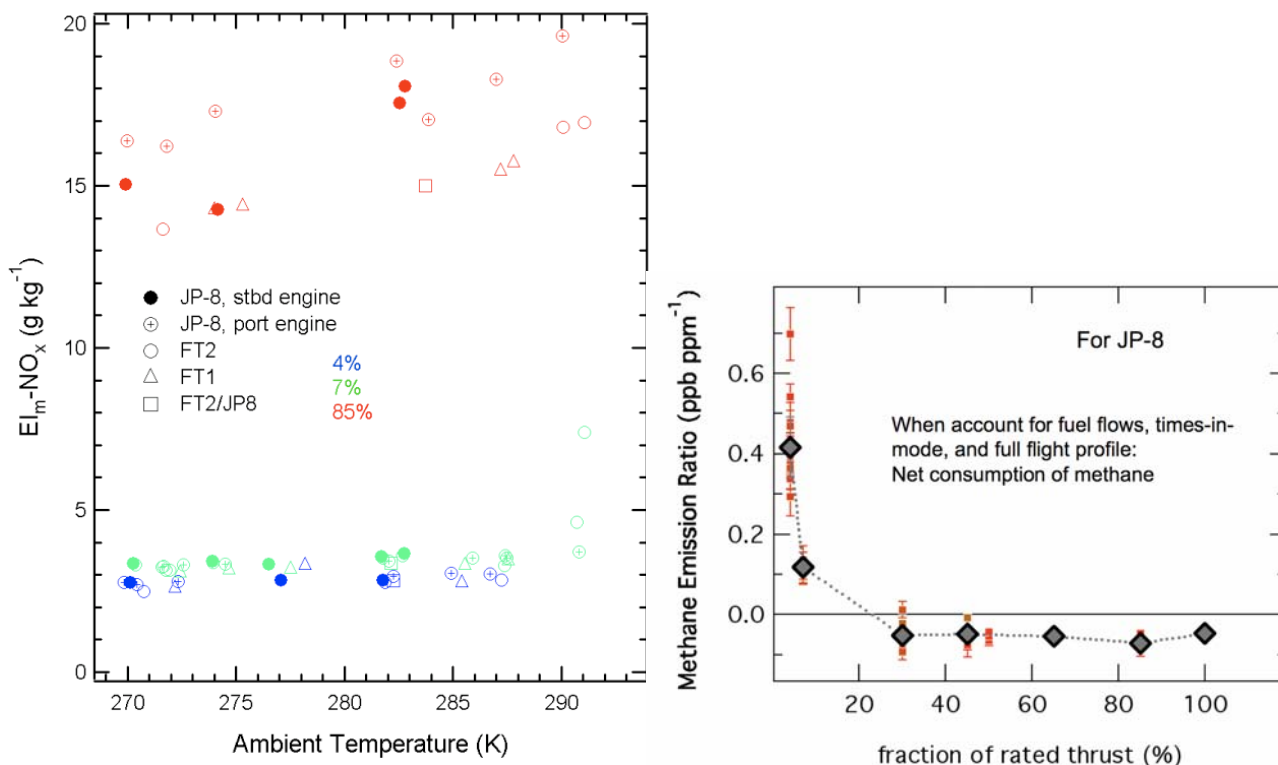 20
15
10
5
0
EIm-NOx (g kg-1)
JP-8, stbd engine
JP-8, port engine
FT2
FT1
FT2/JP8
4%
7%
85%
270 275 280 285 290
Ambient Temperature (K)
Methane Emission Ratio (ppb ppm-1)
0.6
0.4
0.2
0.0
For JP-8
When account for fuel flows, times-in-
mode, and full flight profile:
Net consumption of methane
20 40 60 80 100
fraction of rated thrust (%)